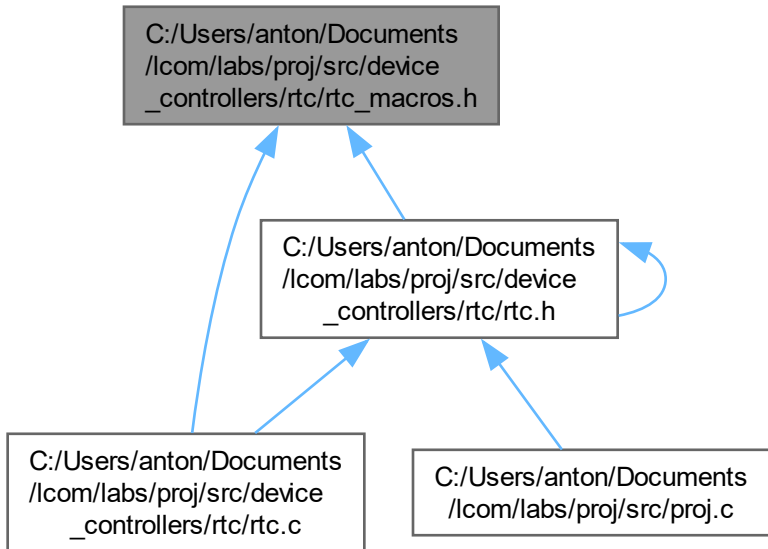 C:/Users/anton/Documents
/lcom/labs/proj/src/device
_controllers/rtc/rtc_macros.h
C:/Users/anton/Documents
/lcom/labs/proj/src/device
_controllers/rtc/rtc.h
C:/Users/anton/Documents
/lcom/labs/proj/src/device
_controllers/rtc/rtc.c
C:/Users/anton/Documents
/lcom/labs/proj/src/proj.c